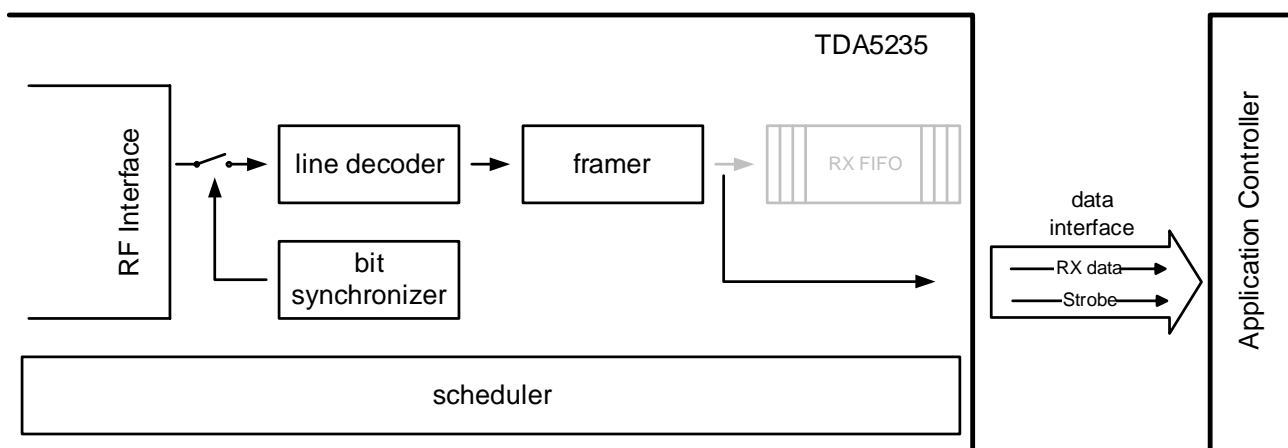 TDA5235
RF Interface
line decoder
framer
RX FIFO
bit
synchronizer
scheduler
data
interface
RX data
Strobe
Application Controller